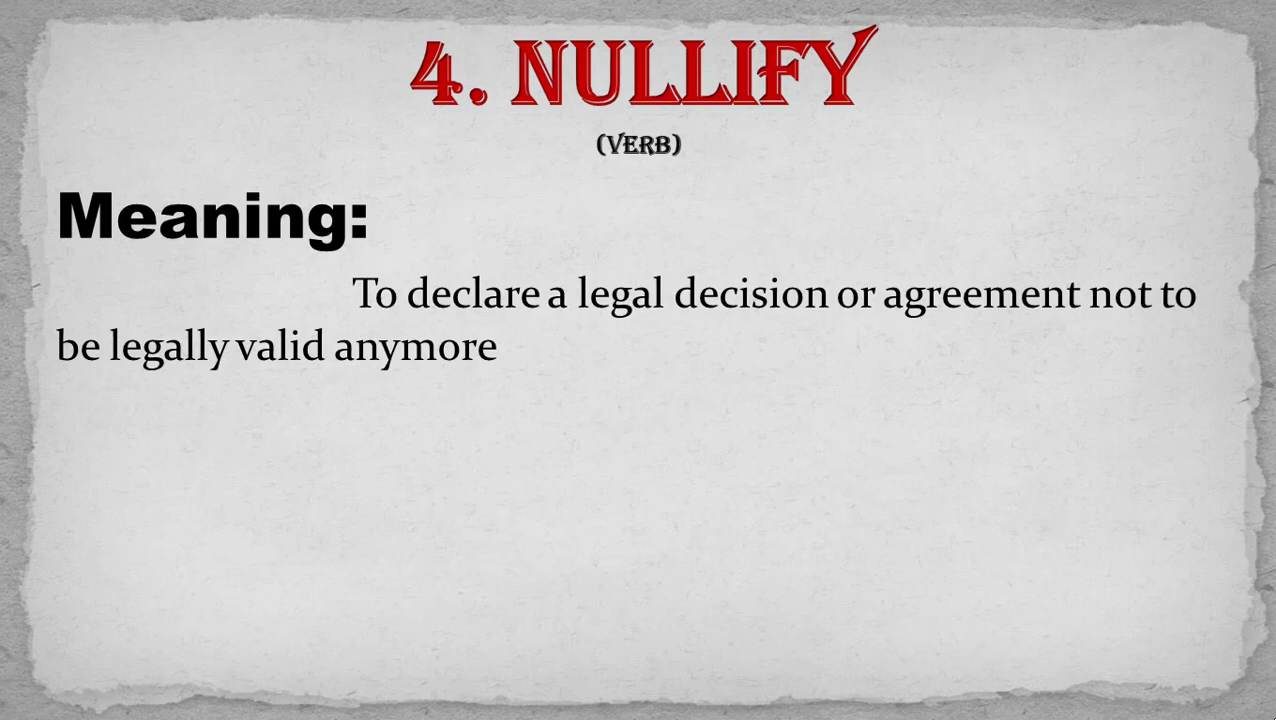 4. NULLIFY
(VERB)
Meaning:
To declare a legal decision or agreement not to
be legally valid anymore